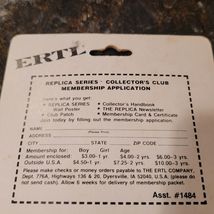 ERTL
REPLICA SERIES COLLECTOR'S CLUB
MEMBERSHIP APPLICATION
Here's what you get:
• REPLICA SERIES • Collector's Handbook
Wall Poster • THE REPLICA Newsletter
• Club Patch • Membership Card & Certificate
Join today by filling out the membership application.
NAME
(Please Print)
ADDRESS
CITY STATE ZIP CODE
Membership for: Boy Girl Age
Amount enclosed $3.00-1 yr $4.00-2 yrs. $6.00-3 yrs.
Outside U.S.A. $4.50-1 yr $7.25-2 yrs. $10.00-3 yrs.
Please make checks or money orders payable to THE ERTL COMPANY,
Dept. 776A, Highways 136 & 20, Dyersville, IA 52040 U.S.A. (please do
not send cash). Allow 6 weeks for delivery of membership packet.
Asst. #1484